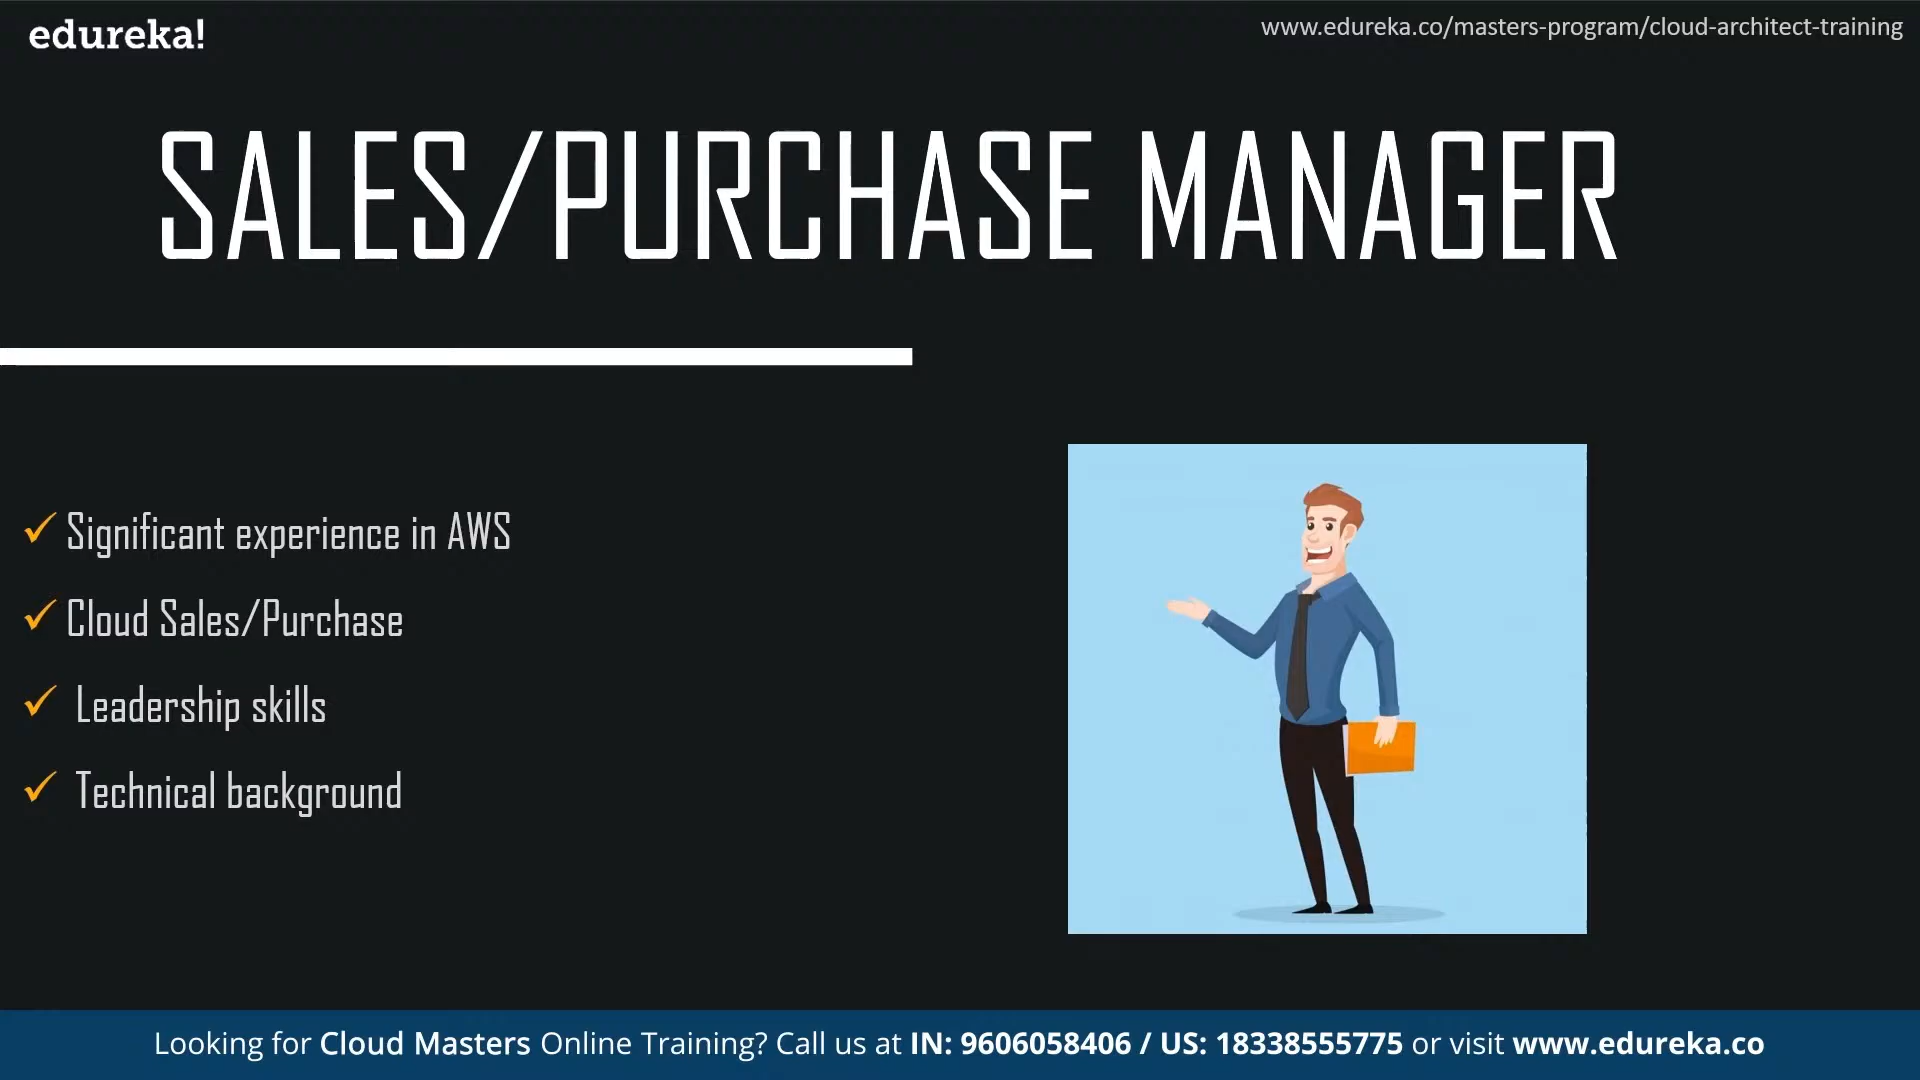 edureka!
www.edureka.co/masters-program/cloud-architect-training
SALES/PURCHASE MANAGER
Significant experience in AWS
Cloud Sales/Purchase
Leadership skills
Technical background
Looking for Cloud Masters Online Training? Call us at IN: 9606058406 / US: 18338555775 or visit www.edureka.co